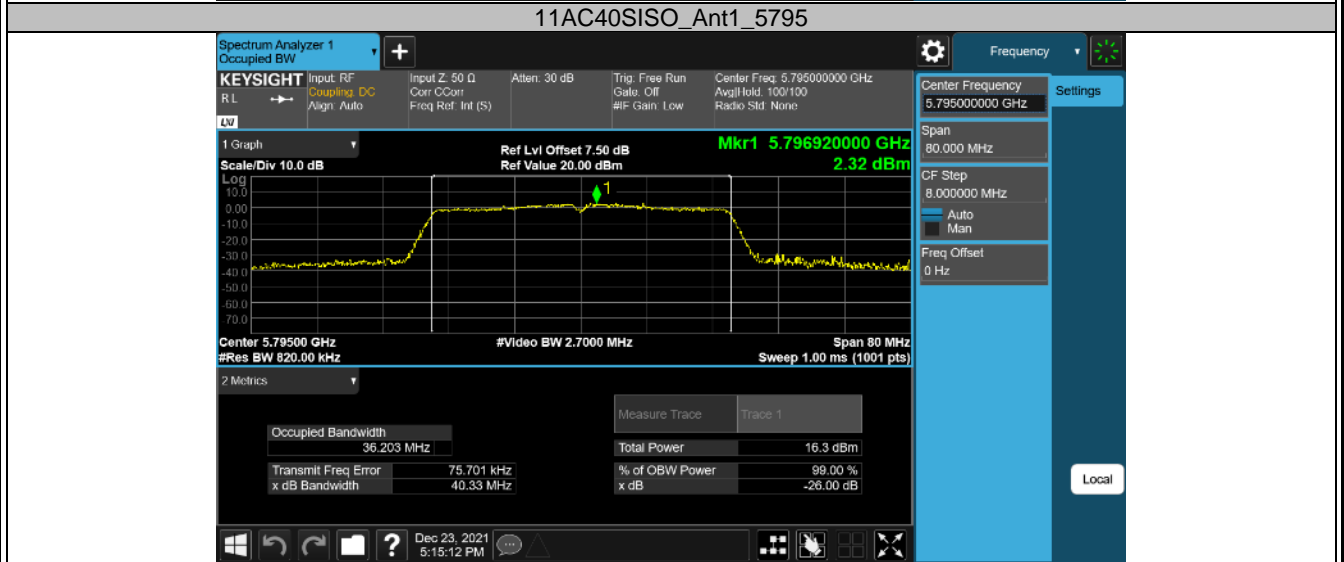 11AC40SISO_Ant1_5795
Spectrum Analyzer 1
Occupied BW
Frequency
KEYSIGHT
R L
LXI
Input: RF
Coupling: DC
Align: Auto
Input Z: 50 Ω
Corr CCorr
Freq Ref: Int (S)
Atten: 30 dB
Trig: Free Run
Gate: Off
#IF Gain: Low
Center Freq: 5.795000000 GHz
Avg|Hold: 100/100
Radio Std: None
Center Frequency
5.795000000 GHz
Settings
Span
80.000 MHz
CF Step
8.000000 MHz
Auto
Man
Freq Offset
0 Hz
1 Graph
Scale/Div 10.0 dB
Ref Lvl Offset 7.50 dB
Ref Value 20.00 dBm
Mkr1 5.796920000 GHz
2.32 dBm
Log
10.0
0.00
-10.0
-20.0
-30.0
-40.0
-50.0
-60.0
-70.0
1
Center 5.79500 GHz
#Res BW 820.00 kHz
#Video BW 2.7000 MHz
Span 80 MHz
Sweep 1.00 ms (1001 pts)
2 Metrics
Measure Trace Trace 1
Occupied Bandwidth
36.203 MHz
Total Power 16.3 dBm
Transmit Freq Error 75.701 kHz
% of OBW Power 99.00 %
x dB Bandwidth 40.33 MHz
x dB -26.00 dB
Local
?
Dec 23, 2021
5:15:12 PM